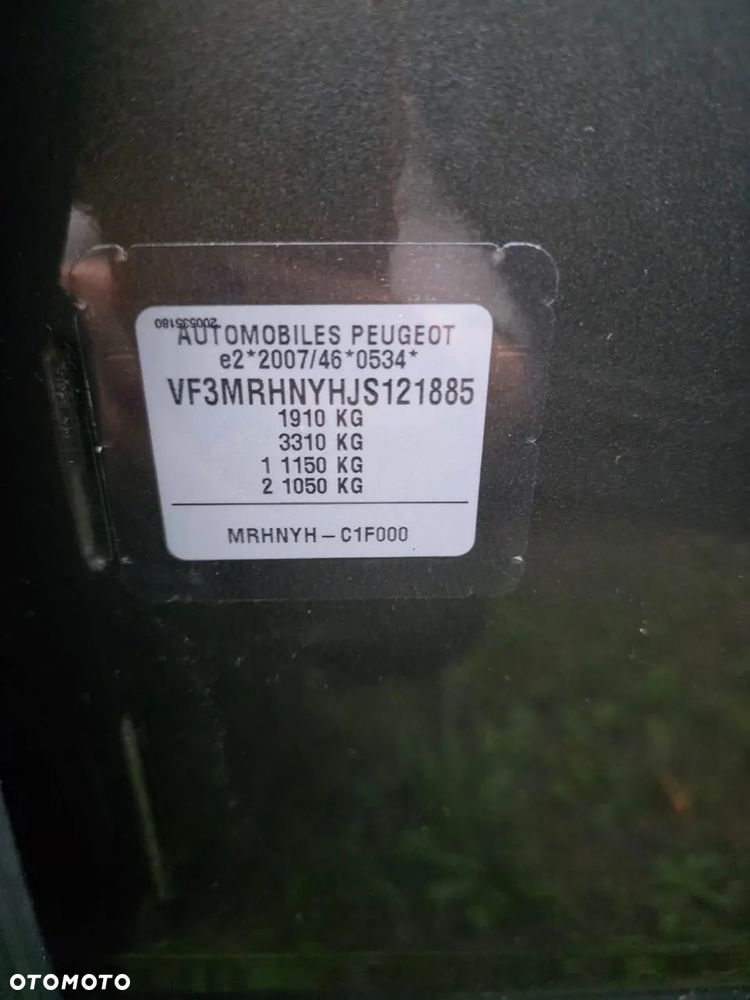 200535180
AUTOMOBILES PEUGEOT
e2*2007/46*0534*
VF3MRHNYHJS121885
1910 KG
3310 KG
1 1150 KG
2 1050 KG
MRHNYH – C1F000
OTOMOTO